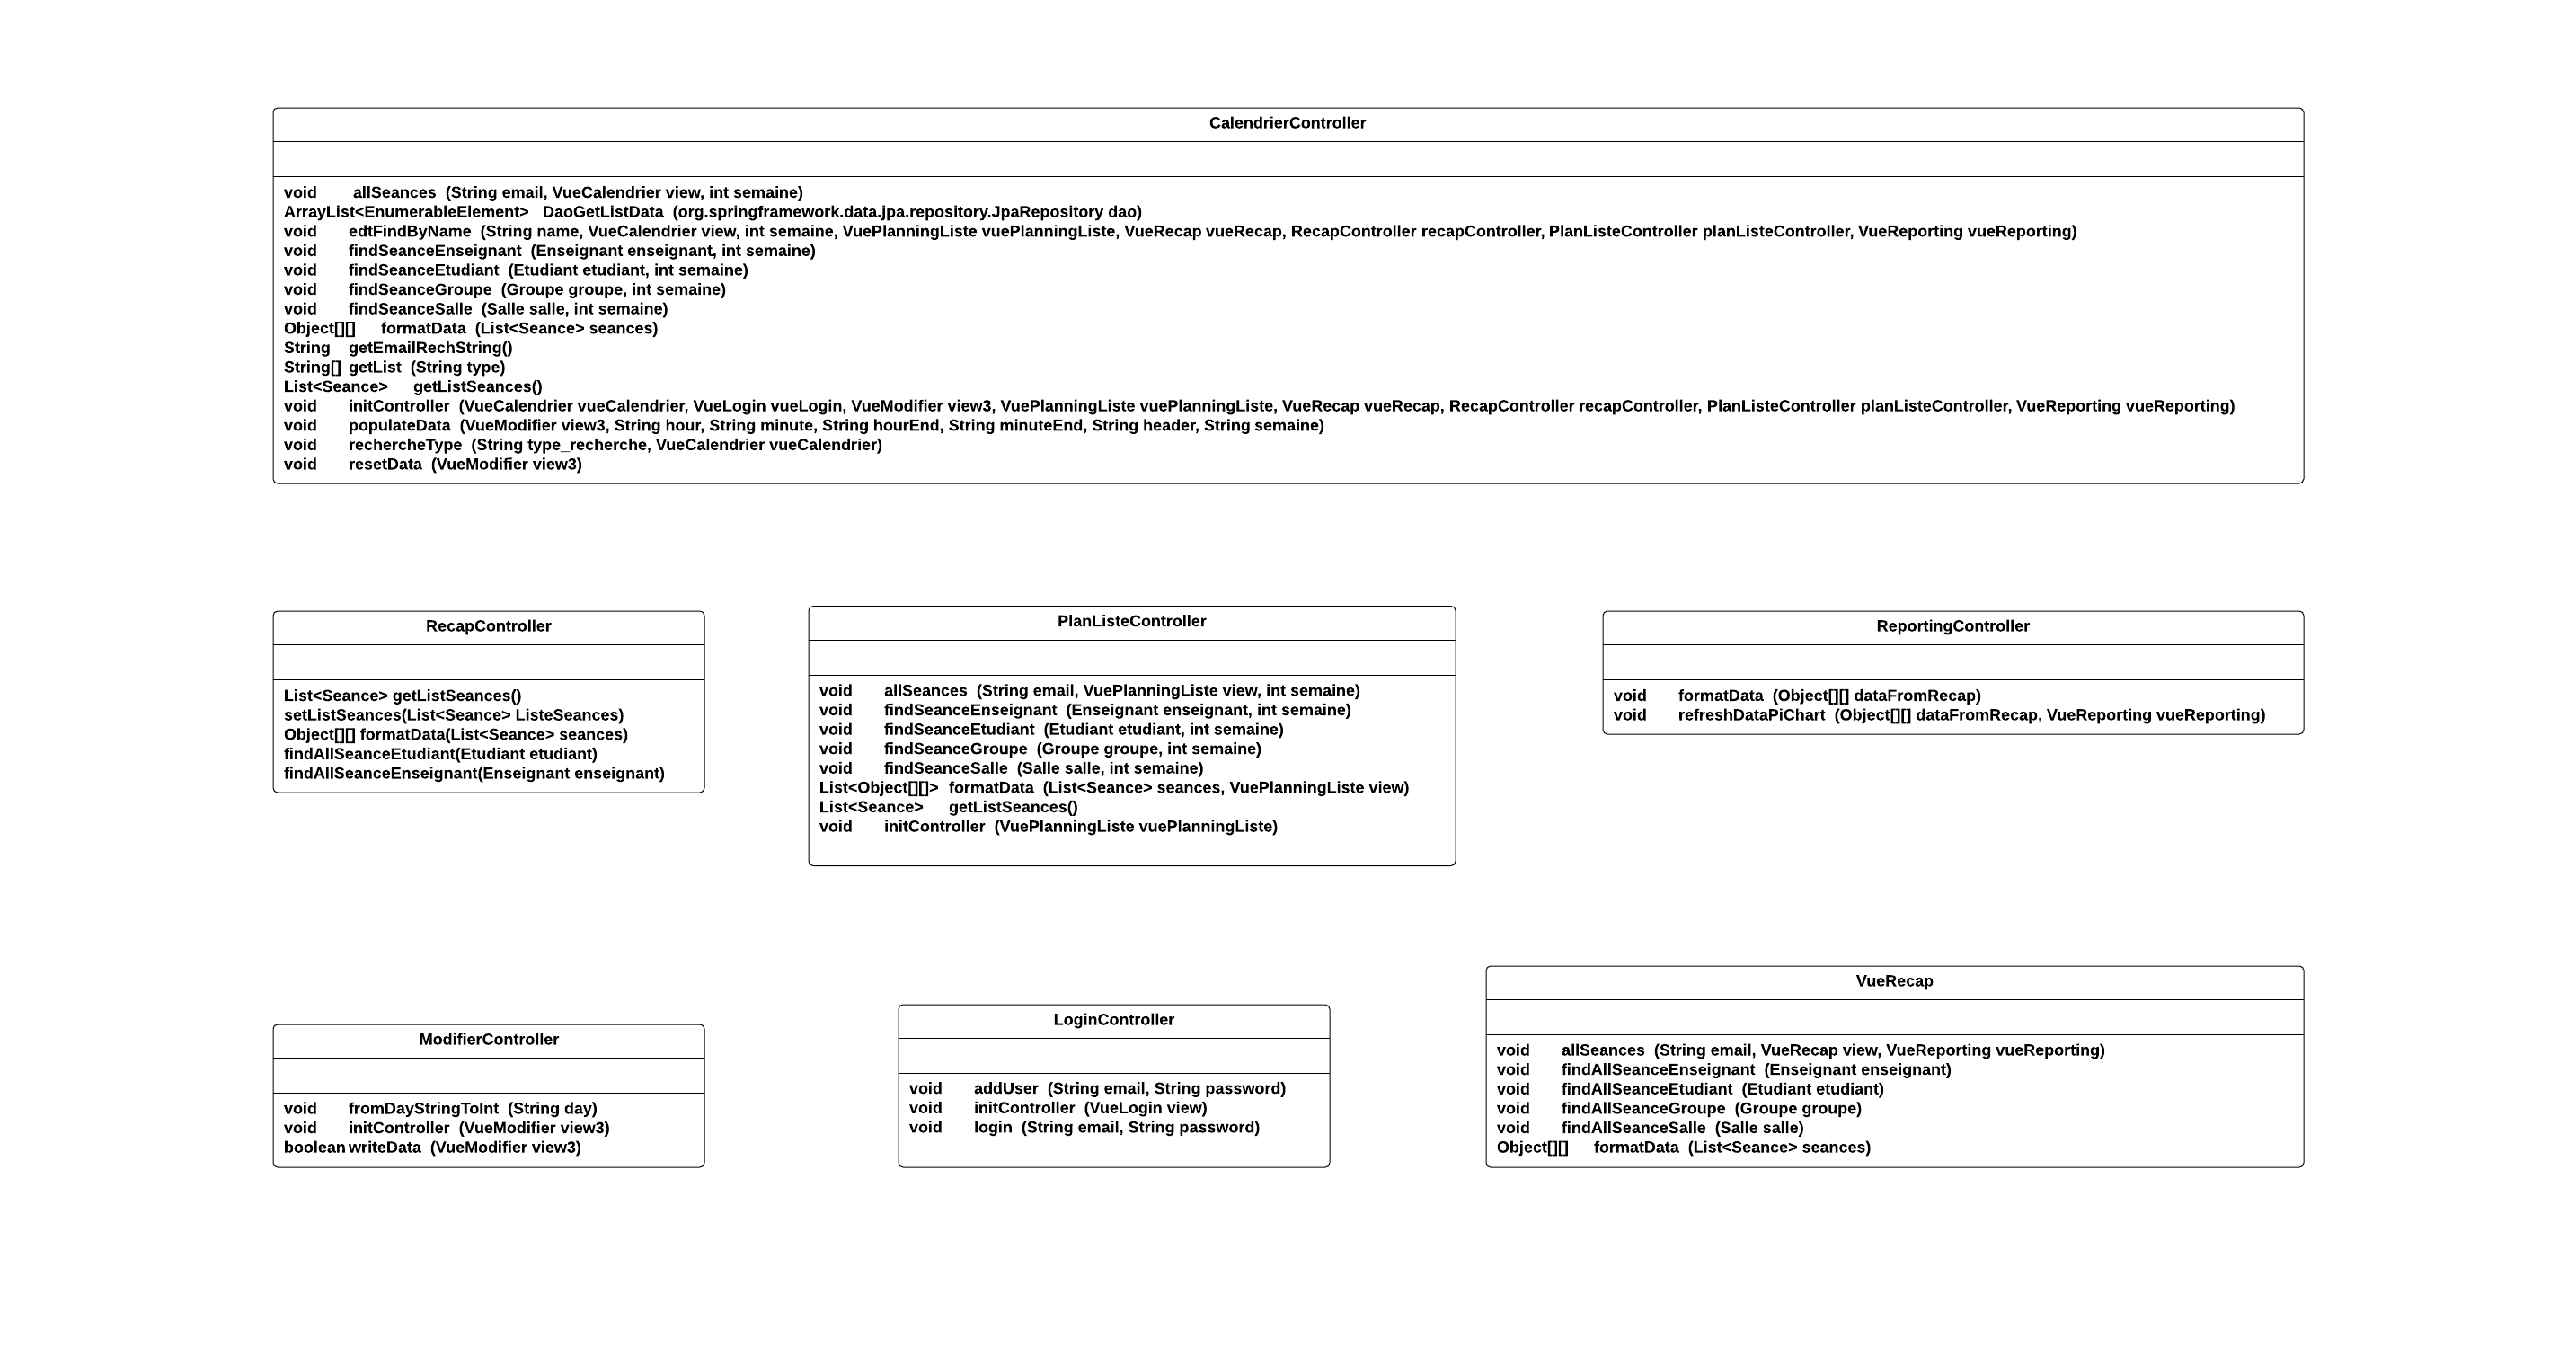 CalendrierController
void allSeances (String email, VueCalendrier view, int semaine)
ArrayList<EnumerableElement> DaoGetListData (org.springframework.data.jpa.repository.JpaRepository dao)
void edtFindByName (String name, VueCalendrier view, int semaine, VuePlanningListe vuePlanningListe, VueRecap vueRecap, RecapController recapController, PlanListeController planListeController, VueReporting vueReporting)
void findSeanceEnseignant (Enseignant enseignant, int semaine)
void findSeanceEtudiant (Etudiant etudiant, int semaine)
void findSeanceGroupe (Groupe groupe, int semaine)
void findSeanceSalle (Salle salle, int semaine)
Object[][] formatData (List<Seance> seances)
String getEmailRechString()
String[] getList (String type)
List<Seance> getListSeances()
void initController (VueCalendrier vueCalendrier, VueLogin vueLogin, VueModifier view3, VuePlanningListe vuePlanningListe, VueRecap vueRecap, RecapController recapController, PlanListeController planListeController, VueReporting vueReporting)
void populateData (VueModifier view3, String hour, String minute, String hourEnd, String minuteEnd, String header, String semaine)
void rechercheType (String type_recherche, VueCalendrier vueCalendrier)
void resetData (VueModifier view3)
RecapController
List<Seance> getListSeances()
setListSeances(List<Seance> ListeSeances)
Object[][] formatData(List<Seance> seances)
findAllSeanceEtudiant(Etudiant etudiant)
findAllSeanceEnseignant(Enseignant enseignant)
PlanListeController
void allSeances (String email, VuePlanningListe view, int semaine)
void findSeanceEnseignant (Enseignant enseignant, int semaine)
void findSeanceEtudiant (Etudiant etudiant, int semaine)
void findSeanceGroupe (Groupe groupe, int semaine)
void findSeanceSalle (Salle salle, int semaine)
List<Object[][]> formatData (List<Seance> seances, VuePlanningListe view)
List<Seance> getListSeances()
void initController (VuePlanningListe vuePlanningListe)
ReportingController
void formatData (Object[][] dataFromRecap)
void refreshDataPiChart (Object[][] dataFromRecap, VueReporting vueReporting)
ModifierController
void fromDayStringToInt (String day)
void initController (VueModifier view3)
boolean writeData (VueModifier view3)
LoginController
void addUser (String email, String password)
void initController (VueLogin view)
void login (String email, String password)
VueRecap
void allSeances (String email, VueRecap view, VueReporting vueReporting)
void findAllSeanceEnseignant (Enseignant enseignant)
void findAllSeanceEtudiant (Etudiant etudiant)
void findAllSeanceGroupe (Groupe groupe)
void findAllSeanceSalle (Salle salle)
Object[][] formatData (List<Seance> seances)